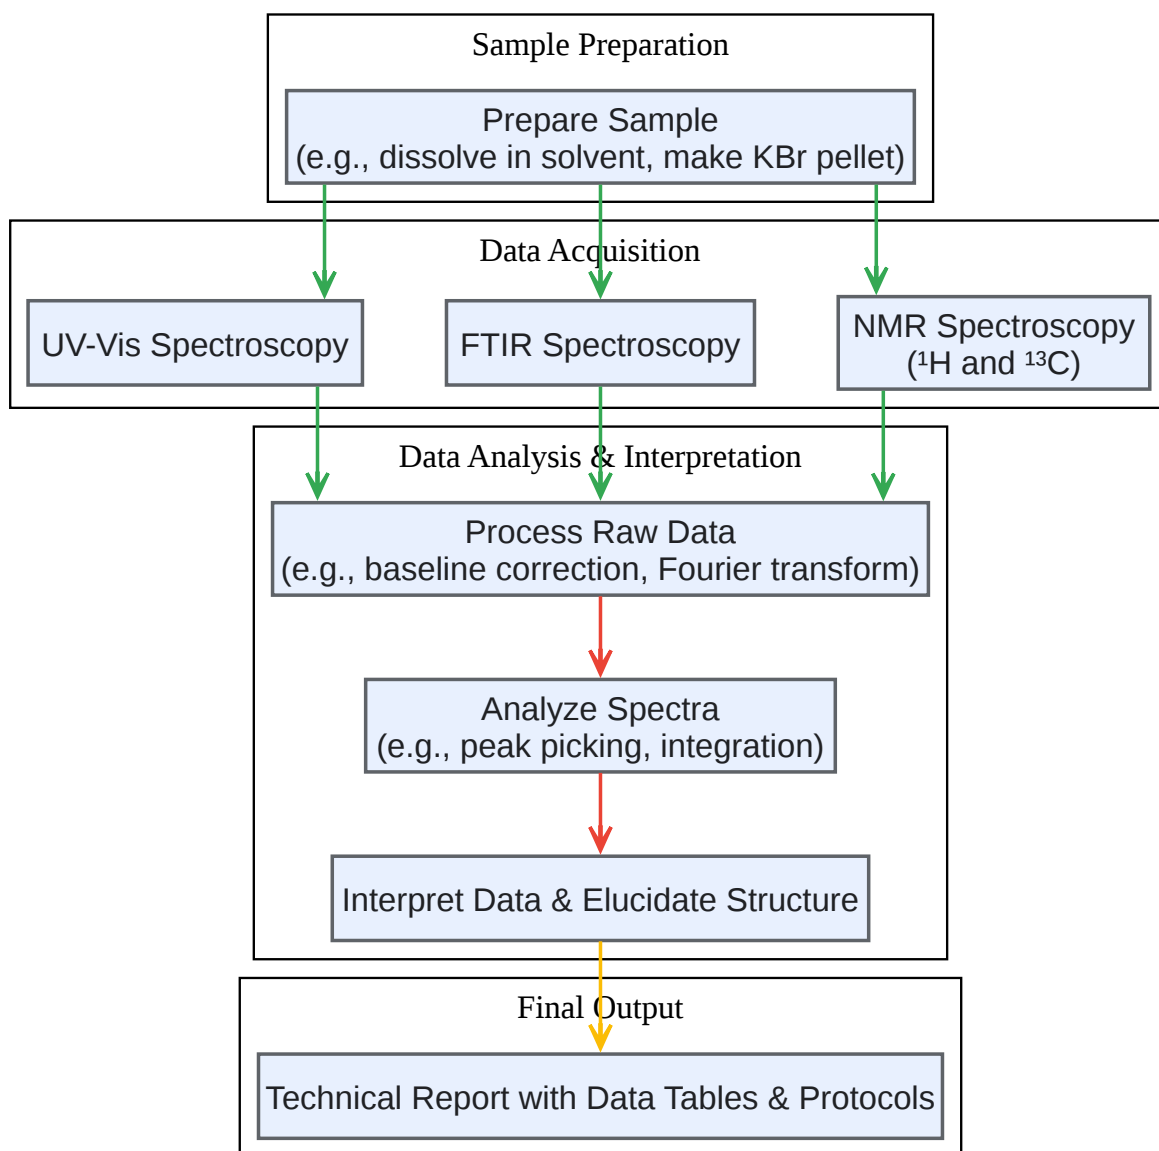 Sample Preparation
Prepare Sample
(e.g., dissolve in solvent, make KBr pellet)
Data Acquisition
UV-Vis Spectroscopy
FTIR Spectroscopy
NMR Spectroscopy
(¹H and ¹³C)
Data Analysis & Interpretation
Process Raw Data
(e.g., baseline correction, Fourier transform)
Analyze Spectra
(e.g., peak picking, integration)
Interpret Data & Elucidate Structure
Final Output
Technical Report with Data Tables & Protocols